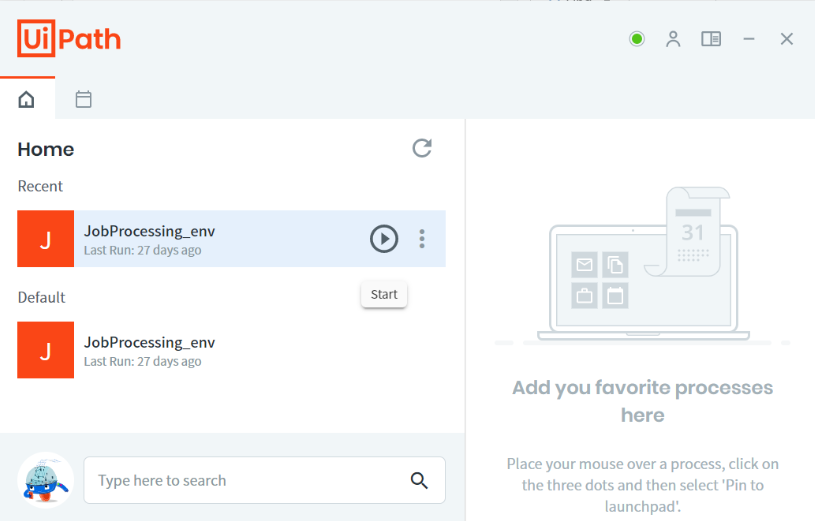 UiPath
Home
Recent
J
JobProcessing_env
Last Run: 27 days ago
Start
Default
J
JobProcessing_env
Last Run: 27 days ago
Type here to search
31
Add you favorite processes
here
Place your mouse over a process, click on
the three dots and then select 'Pin to
launchpad'.